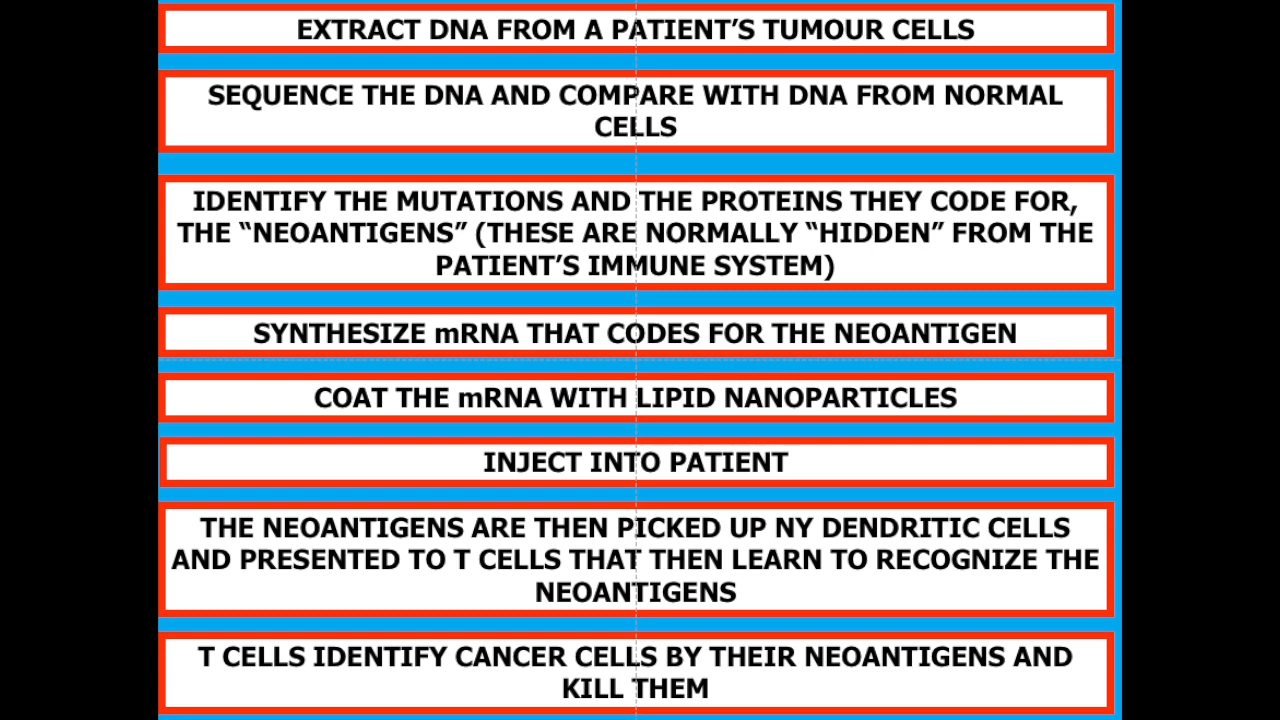 EXTRACT DNA FROM A PATIENT’S TUMOUR CELLS
SEQUENCE THE DNA AND COMPARE WITH DNA FROM NORMAL
CELLS
IDENTIFY THE MUTATIONS AND THE PROTEINS THEY CODE FOR,
THE “NEOANTIGENS” (THESE ARE NORMALLY “HIDDEN” FROM THE
PATIENT’S IMMUNE SYSTEM)
SYNTHESIZE mRNA THAT CODES FOR THE NEOANTIGEN
COAT THE mRNA WITH LIPID NANOPARTICLES
INJECT INTO PATIENT
THE NEOANTIGENS ARE THEN PICKED UP NY DENDRITIC CELLS
AND PRESENTED TO T CELLS THAT THEN LEARN TO RECOGNIZE THE
NEOANTIGENS
T CELLS IDENTIFY CANCER CELLS BY THEIR NEOANTIGENS AND
KILL THEM